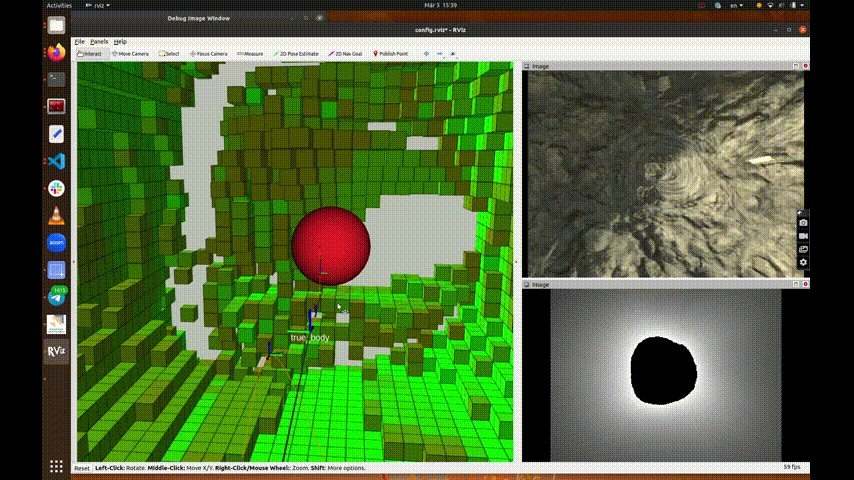 Activities
rviz
Mär 3 15:39
en
Debug Image Window
config.rviz* - RViz
File Panels Help
Interact Move Camera Select Focus Camera Measure 2D Pose Estimate 2D Nav Goal Publish Point
Image
zoom
true_body
Image
RViz
Reset Left-Click: Rotate. Middle-Click: Move X/Y. Right-Click/Mouse Wheel: Zoom. Shift: More options.
59 fps